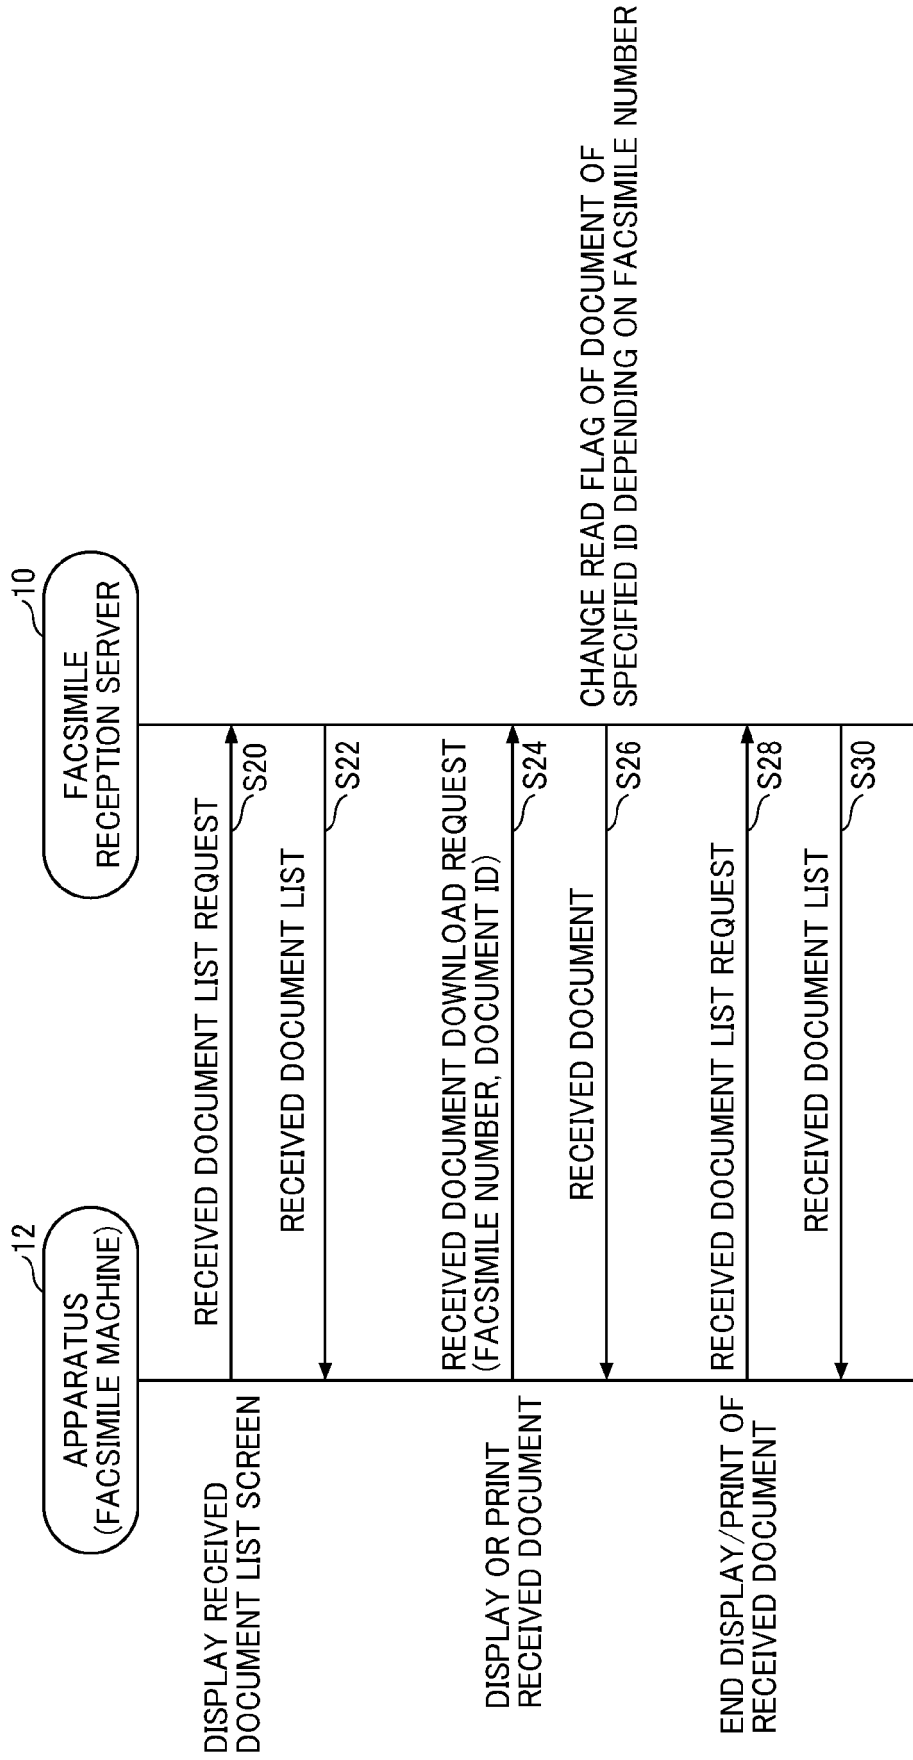 12
APPARATUS
(FACSIMILE MACHINE)
10
FACSIMILE
RECEPTION SERVER
DISPLAY RECEIVED
DOCUMENT LIST SCREEN
RECEIVED DOCUMENT LIST REQUEST
S20
RECEIVED DOCUMENT LIST
S22
DISPLAY OR PRINT
RECEIVED DOCUMENT
RECEIVED DOCUMENT DOWNLOAD REQUEST
(FACSIMILE NUMBER, DOCUMENT ID)
S24
RECEIVED DOCUMENT
S26
CHANGE READ FLAG OF DOCUMENT OF
SPECIFIED ID DEPENDING ON FACSIMILE NUMBER
END DISPLAY/PRINT OF
RECEIVED DOCUMENT
RECEIVED DOCUMENT LIST REQUEST
S28
RECEIVED DOCUMENT LIST
S30